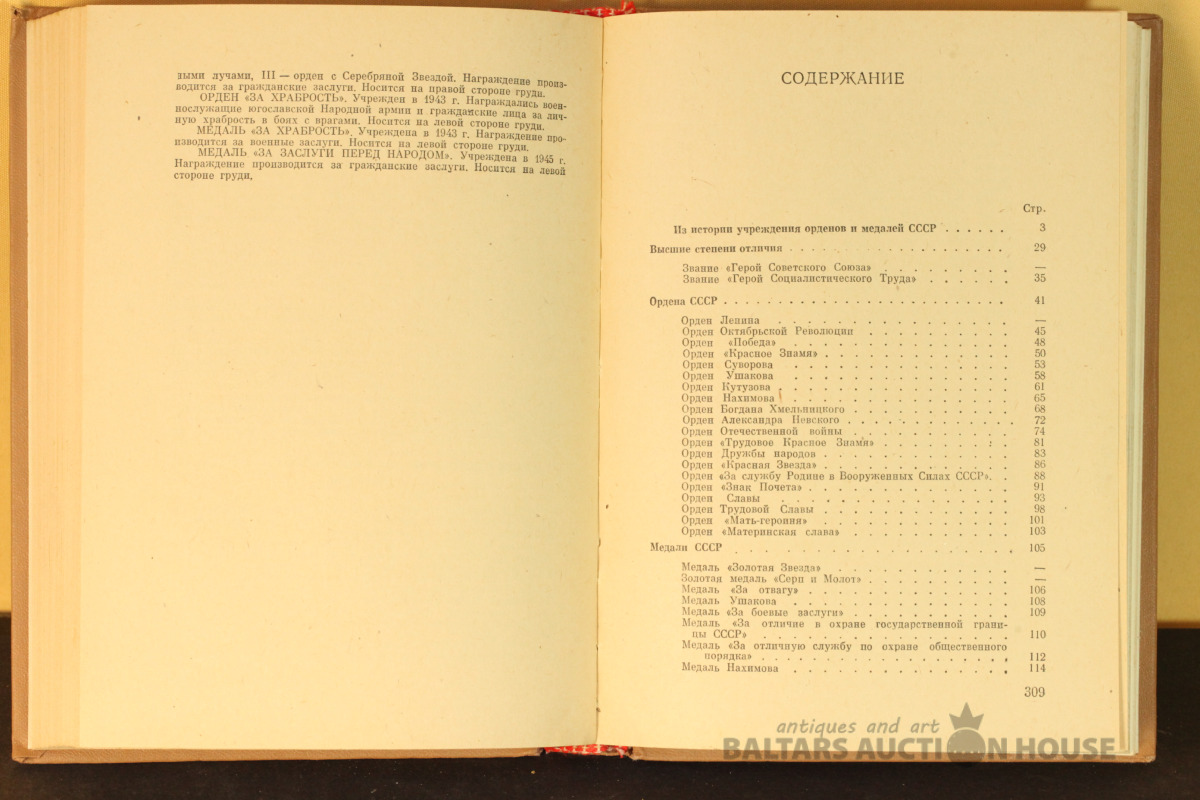 ными лучами, III — орден с Серебряной Звездой. Награждение произ-
водится за гражданские заслуги. Носится на правой стороне груди.
ОРДЕН «ЗА ХРАБРОСТЬ». Учрежден в 1943 г. Награждались воен-
нослужащие югославской Народной армии и гражданские лица за лич-
ную храбрость в боях с врагами. Носится на левой стороне груди.
МЕДАЛЬ «ЗА ХРАБРОСТЬ». Учреждена в 1943 г. Награждение про-
изводится за военные заслуги. Носится на левой стороне груди.
МЕДАЛЬ «ЗА ЗАСЛУГИ ПЕРЕД НАРОДОМ». Учреждена в 1945 г.
Награждение производится за гражданские заслуги. Носится на левой
стороне груди.
СОДЕРЖАНИЕ
Стр.
Из истории учреждения орденов и медалей СССР . . . . . . 3
Высшие степени отличия . . . . . . . . . . . . . . . . . . . . 29
Звание «Герой Советского Союза» . . . . . . . . . —
Звание «Герой Социалистического Труда» . . . . . . 35
Ордена СССР . . . . . . . . . . . . . . . . . . . . . . . . . . 41
Орден Ленина . . . . . . . . . . . . . . . . —
Орден Октябрьской Революции . . . . . . . . . . 45
Орден «Победа» . . . . . . . . . . . . . . . 48
Орден «Красное Знамя» . . . . . . . . . . . . . 50
Орден Суворова . . . . . . . . . . . . . . . 53
Орден Ушакова . . . . . . . . . . . . . . . 58
Орден Кутузова . . . . . . . . . . . . . . . . 61
Орден Нахимова . . . . . . . . . . . . . . . 65
Орден Богдана Хмельницкого . . . . . . . . . . . 68
Орден Александра Невского . . . . . . . . . . . . 72
Орден Отечественной войны . . . . . . . . . . . 74
Орден «Трудовое Красное Знамя» . . . . . . . . . 81
Орден Дружбы народов . . . . . . . . . . . . . 83
Орден «Красная Звезда» . . . . . . . . . . . . . 86
Орден «За службу Родине в Вооруженных Силах СССР». . 88
Орден «Знак Почета» . . . . . . . . . . . . . . 91
Орден Славы . . . . . . . . . . . . . . . . 93
Орден Трудовой Славы . . . . . . . . . . . . . 98
Орден «Мать-героиня» . . . . . . . . . . . . . 101
Орден «Материнская слава» . . . . . . . . . . . 103
Медали СССР . . . . . . . . . . . . . . . . . . . . . 105
Медаль «Золотая Звезда» . . . . . . . . . . . . —
Золотая медаль «Серп и Молот» . . . . . . . . . . —
Медаль «За отвагу» . . . . . . . . . . . . . . 106
Медаль Ушакова . . . . . . . . . . . . . . . 108
Медаль «За боевые заслуги» . . . . . . . . . . . 109
Медаль «За отличие в охране государственной грани-
цы СССР» . . . . . . . . . . . . . . . . . 110
Медаль «За отличную службу по охране общественного
порядка» . . . . . . . . . . . . . . . . . 112
Медаль Нахимова . . . . . . . . . . . . . . . 114
309
antiques and art
BALTARS AUCTION HOUSE